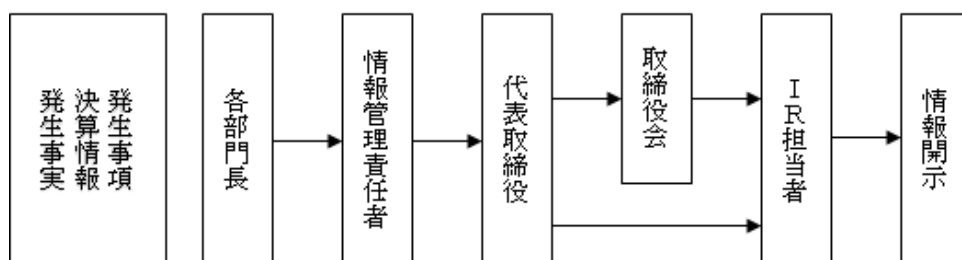 発生事項
決算情報
発生事実
各部門長
情報管理責任者
代表取締役
取締役会
IR担当者
情報開示